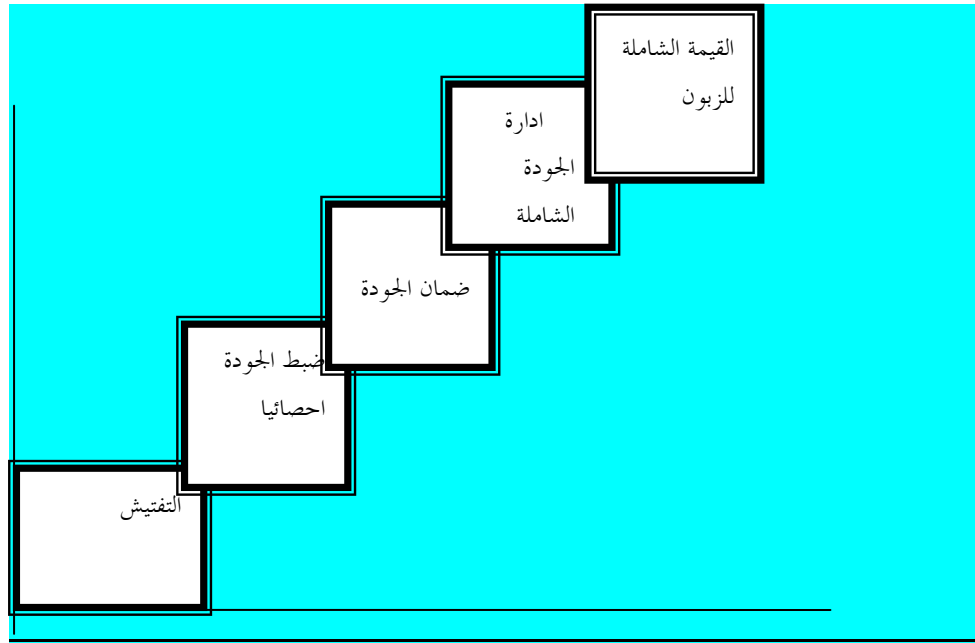 القيمة الشاملة
للزبون
ادارة
الجودة
الشاملة
ضمان الجودة
ضبط الجودة
احصائيا
التفتيش